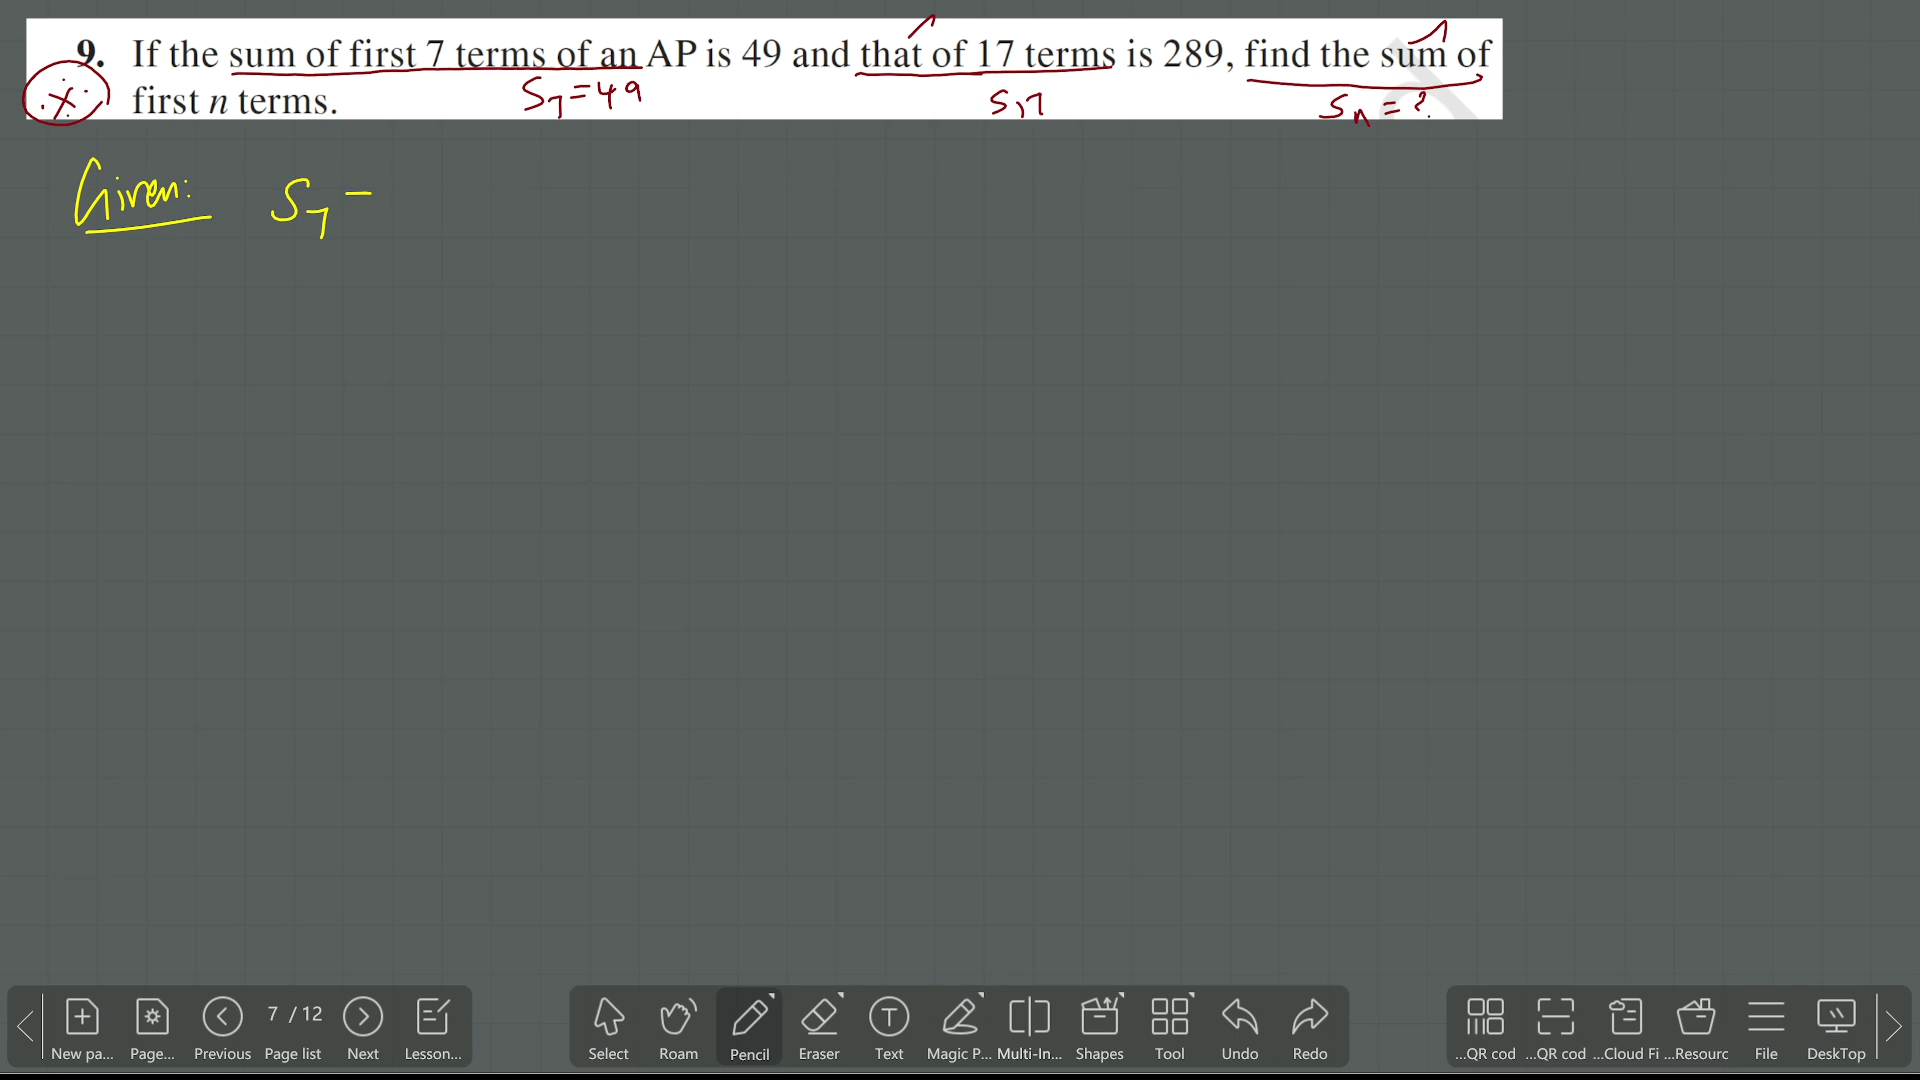 9. If the sum of first 7 terms of an AP is 49 and that of 17 terms is 289, find the sum of
first n terms.
S₇ = 49 S₁₇ Sₙ = ?
Given: S₇ =
7 / 12
New pa... Page... Previous Page list Next Lesson... Select Roam Pencil Eraser Text Magic P... Multi-In... Shapes Tool Undo Redo ...QR cod ...QR cod ...Cloud Fi ...Resourc File DeskTop